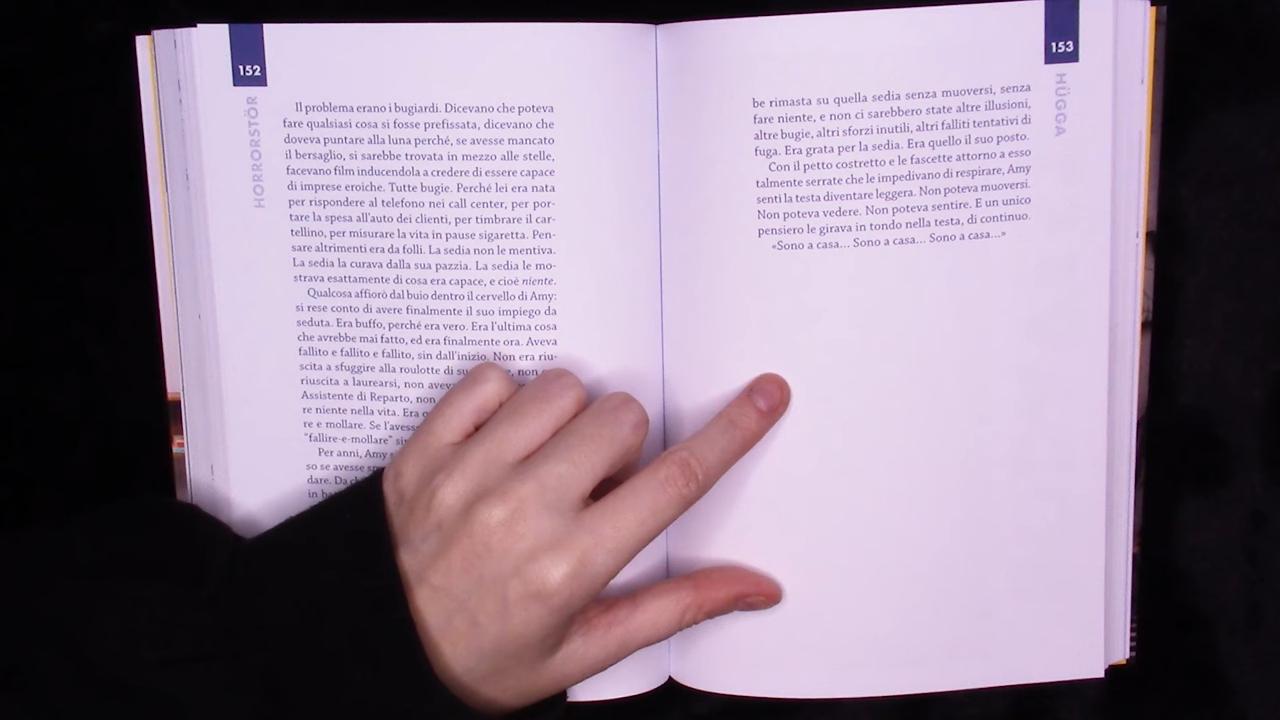 152
HORRORSTÖR
Il problema erano i bugiardi. Dicevano che poteva
fare qualsiasi cosa si fosse prefissata, dicevano che
doveva puntare alla luna perché, se avesse mancato
il bersaglio, si sarebbe trovata in mezzo alle stelle,
facevano film inducendola a credere di essere capace
di imprese eroiche. Tutte bugie. Perché lei era nata
per rispondere al telefono nei call center, per por-
tare la spesa all'auto dei clienti, per timbrare il car-
tellino, per misurare la vita in pause sigaretta. Pen-
sare altrimenti era da folli. La sedia non le mentiva.
La sedia la curava dalla sua pazzia. La sedia le mo-
strava esattamente di cosa era capace, e cioè niente.
Qualcosa affiorò dal buio dentro il cervello di Amy:
si rese conto di avere finalmente il suo impiego da
seduta. Era buffo, perché era vero. Era l'ultima cosa
che avrebbe mai fatto, ed era finalmente ora. Aveva
fallito e fallito e fallito, sin dall'inizio. Non era riu-
scita a sfuggire alla roulotte di non
riuscita a laurearsi, non
Assistente di Reparto, non
re niente nella vita. Era
re e mollare. Se
"fallire-e-mollare"
Per anni, Amy
so se avesse
dare.
in
153
HÜGGA
be rimasta su quella sedia senza muoversi, senza
fare niente, e non ci sarebbero state altre illusioni,
altre bugie, altri sforzi inutili, altri falliti tentativi di
fuga. Era grata per la sedia. Era quello il suo posto.
Con il petto costretto e le fascette attorno a esso
talmente serrate che le impedivano di respirare, Amy
sentì la testa diventare leggera. Non poteva muoversi.
Non poteva vedere. Non poteva sentire. E un unico
pensiero le girava in tondo nella testa, di continuo.
«Sono a casa... Sono a casa... Sono a casa...»